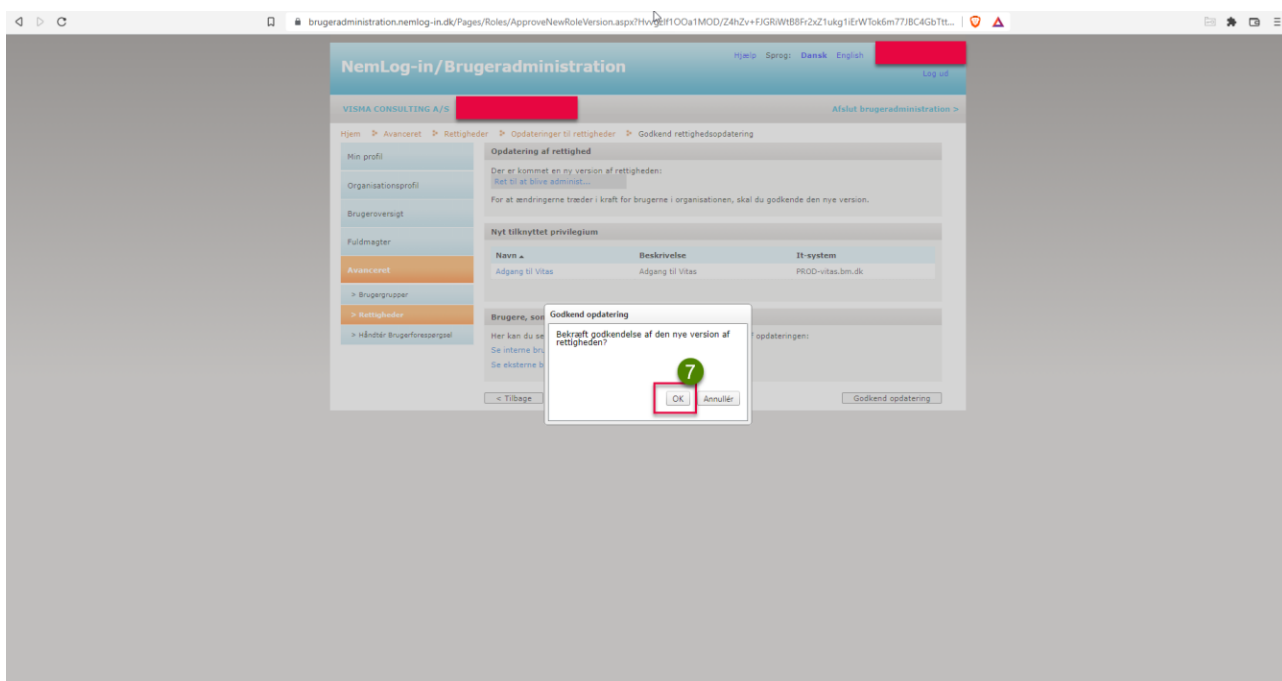 brugeradministration.nemlog-in.dk/Pages/Roles/ApproveNewRoleVersion.aspx?
NemLog-in/Brugeradministration
Hjælp Sprog: Dansk English
Log ud
VISMA CONSULTING A/S
Afslut brugeradministration >
Hjem Avanceret Rettigheder Opdateringer til rettigheder Godkend rettighedsopdatering
Min profil
Organisationsprofil
Brugeroversigt
Fuldmagter
Avanceret
> Brugergrupper
> Rettigheder
> Håndtér Brugerforespørgsel
Opdatering af rettighed
Der er kommet en ny version af rettigheden:
Ret til at blive administ...
For at ændringerne træder i kraft for brugerne i organisationen, skal du godkende den nye version.
Nyt tilknyttet privilegium
Navn Beskrivelse It-system
Adgang til Vitas Adgang til Vitas PROD-vitas.bm.dk
Brugere, som
Her kan du se
opdateringen:
Se interne bru
Se eksterne b
Godkend opdatering
Bekræft godkendelse af den nye version af
rettigheden?
7
OK Annullér
< Tilbage
Godkend opdatering